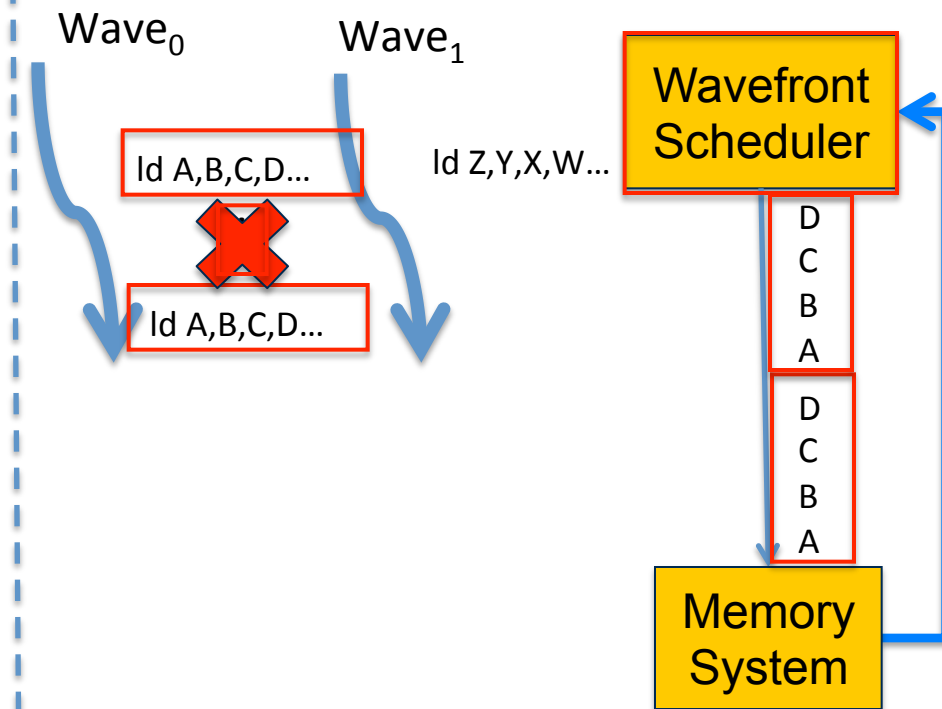 Wave0
Wave1
ld A,B,C,D…
ld Z,Y,X,W…
ld A,B,C,D…
Wavefront
Scheduler
D
C
B
A
D
C
B
A
Memory
System